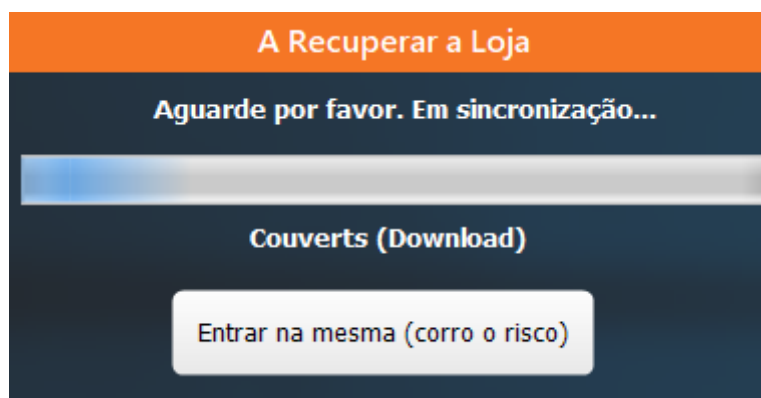 A Recuperar a Loja
Aguarde por favor. Em sincronização...
Couverts (Download)
Entrar na mesma (corro o risco)